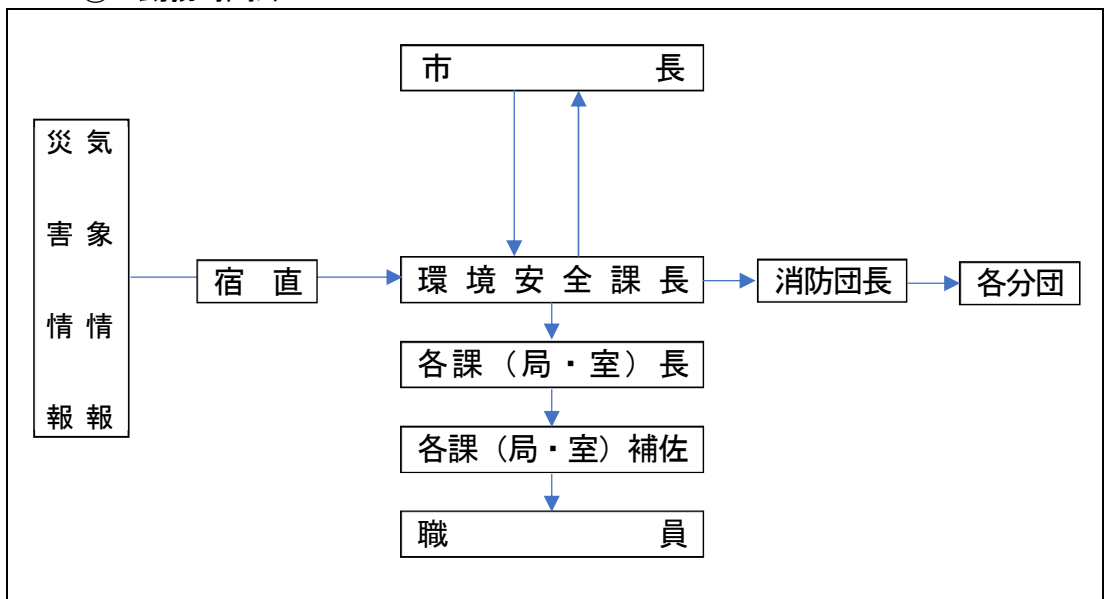 市長
気象情報
災害情報
宿直
環境安全課長
消防団長
各分団
各課（局・室）長
各課（局・室）補佐
職員